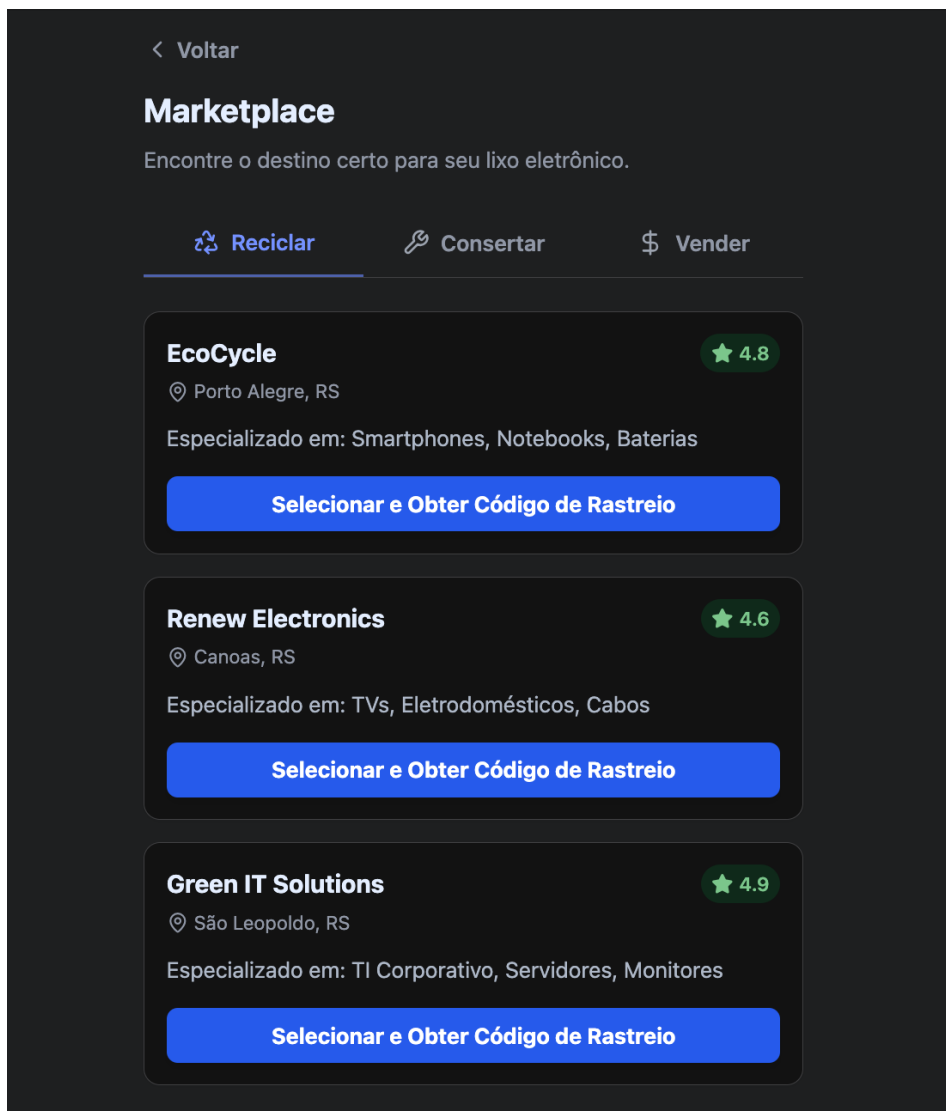 Voltar
Marketplace
Encontre o destino certo para seu lixo eletrônico.
Reciclar Consertar Vender
EcoCycle 4.8
Porto Alegre, RS
Especializado em: Smartphones, Notebooks, Baterias
Selecionar e Obter Código de Rastreio
Renew Electronics 4.6
Canoas, RS
Especializado em: TVs, Eletrodomésticos, Cabos
Selecionar e Obter Código de Rastreio
Green IT Solutions 4.9
São Leopoldo, RS
Especializado em: TI Corporativo, Servidores, Monitores
Selecionar e Obter Código de Rastreio